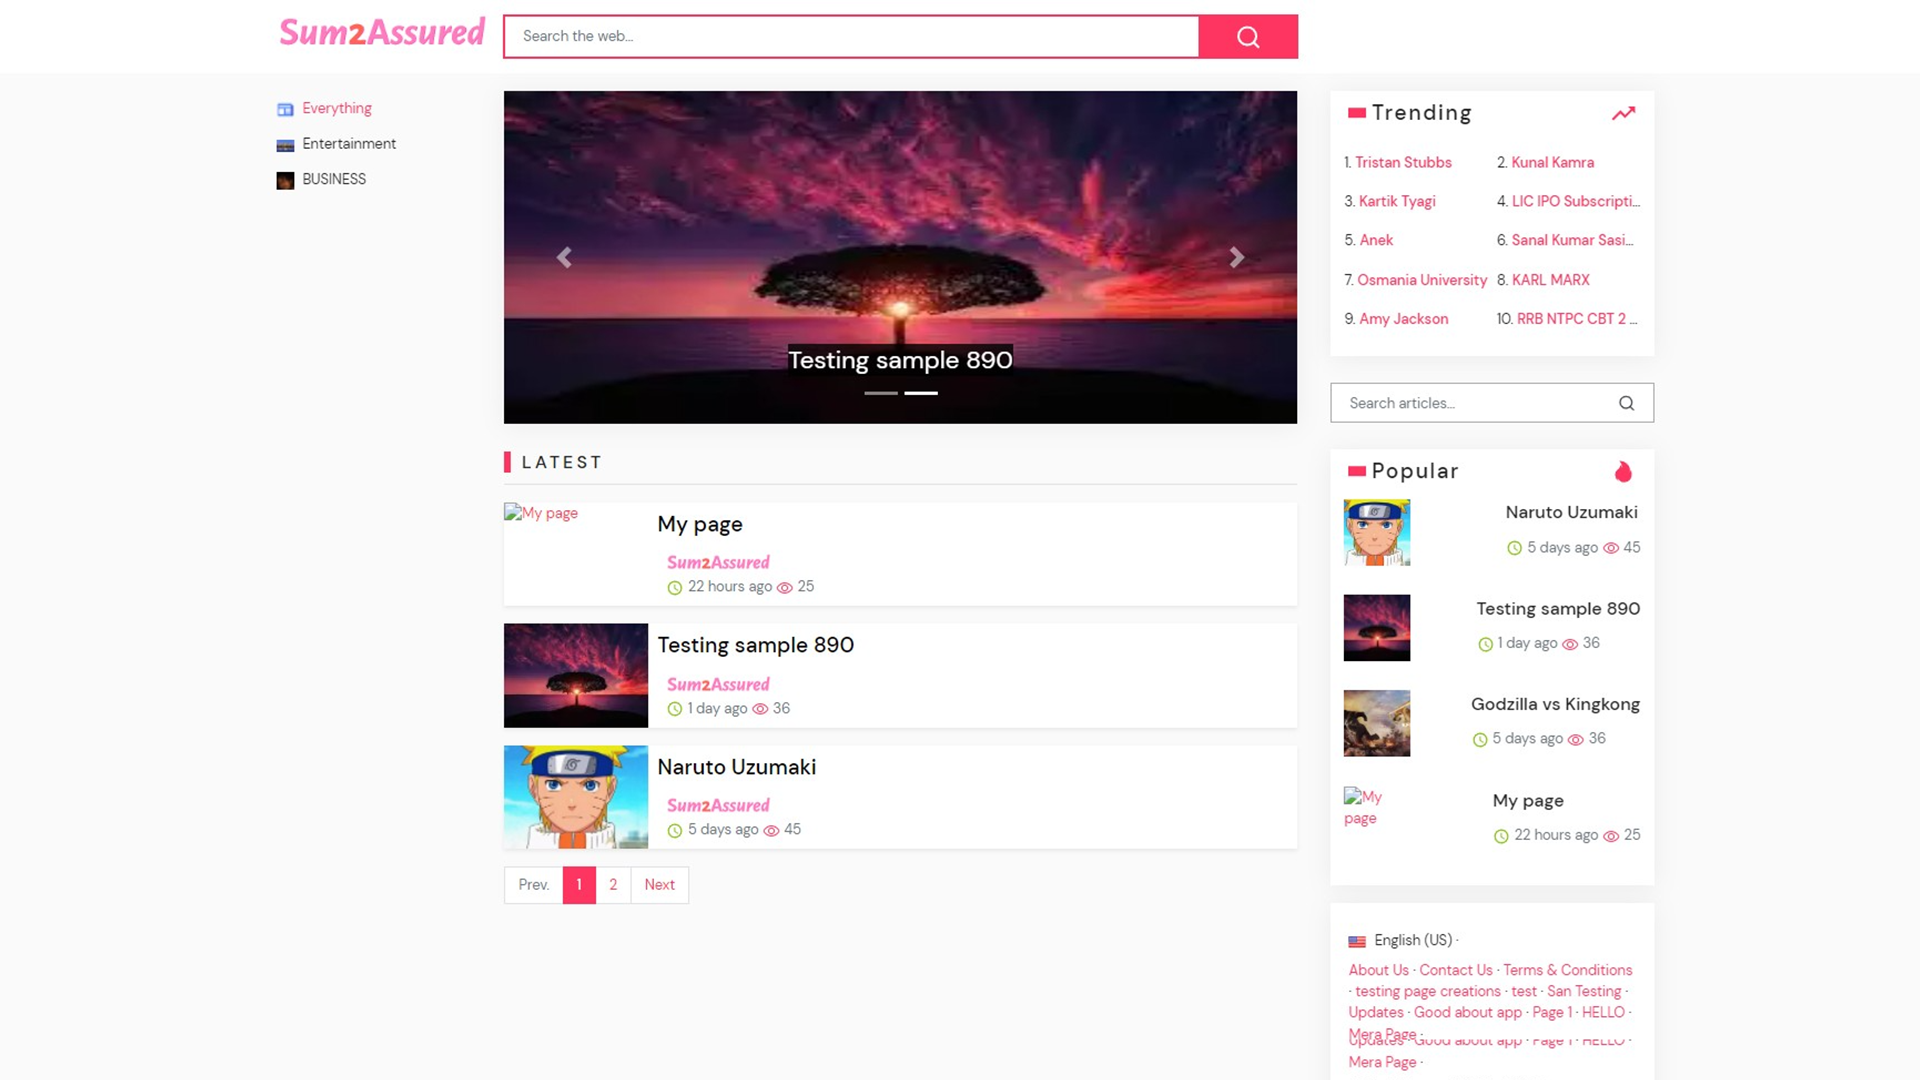 Sum2Assured
Search the web...
Everything
Entertainment
BUSINESS
Testing sample 890
LATEST
My page
My page
Sum2Assured
22 hours ago 25
Testing sample 890
Sum2Assured
1 day ago 36
Naruto Uzumaki
Sum2Assured
5 days ago 45
Prev. 1 2 Next
Trending
1. Tristan Stubbs 2. Kunal Kamra
3. Kartik Tyagi 4. LIC IPO Subscripti...
5. Anek 6. Sanal Kumar Sasi...
7. Osmania University 8. KARL MARX
9. Amy Jackson 10. RRB NTPC CBT 2 ...
Search articles...
Popular
Naruto Uzumaki
5 days ago 45
Testing sample 890
1 day ago 36
Godzilla vs Kingkong
5 days ago 36
My
page
My page
22 hours ago 25
English (US) ·
About Us · Contact Us · Terms & Conditions
· testing page creations · test · San Testing ·
Updates · Good about app · Page 1 · HELLO ·
Mera Page ·
Updates · Good about app · Page 1 · HELLO ·
Mera Page ·